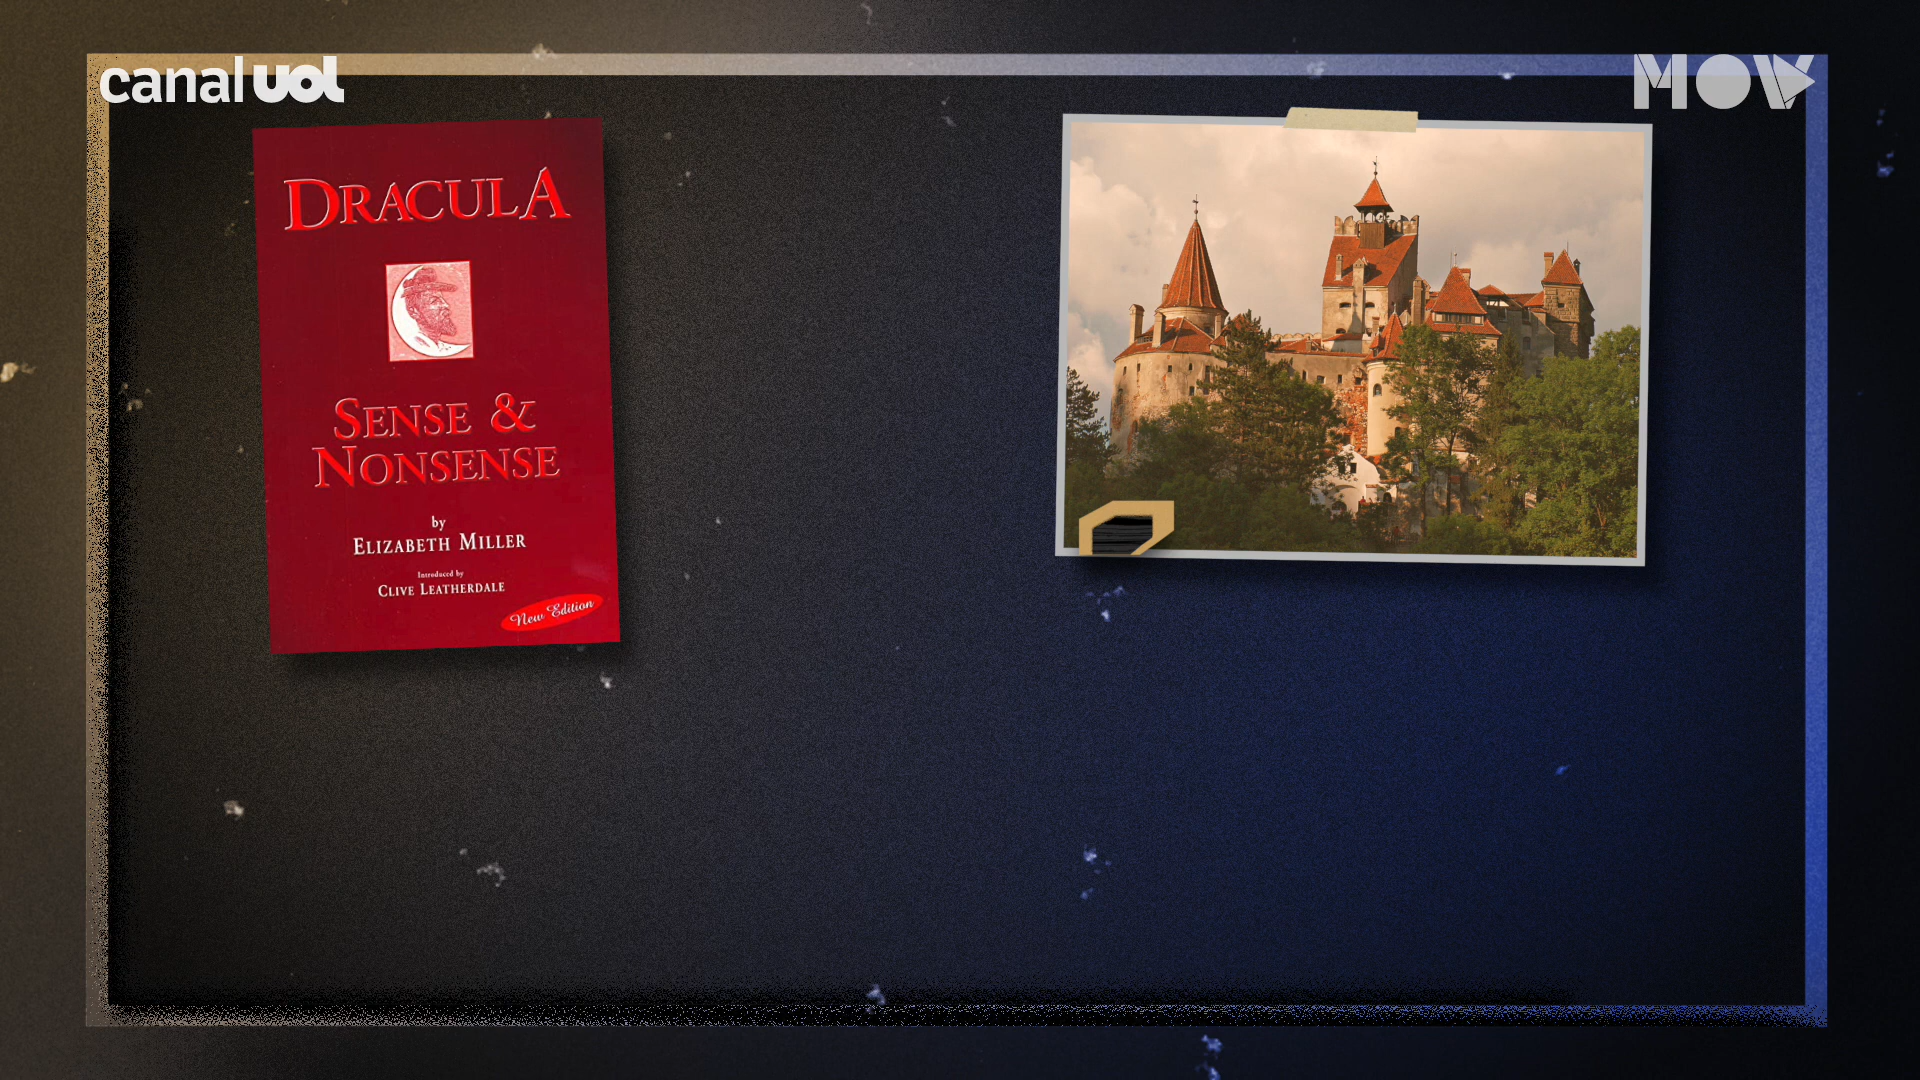 canal uol
MOV
DRACULA
SENSE &
NONSENSE
by
ELIZABETH MILLER
Introduced by
CLIVE LEATHERDALE
New Edition